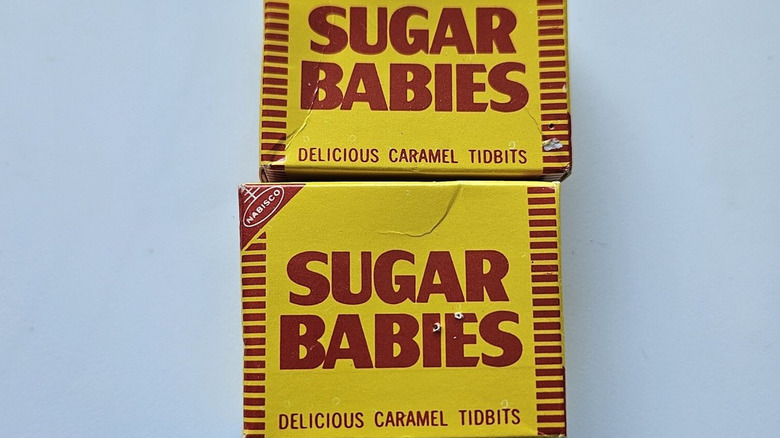 SUGAR
BABIES
DELICIOUS CARAMEL TIDBITS
NABISCO
SUGAR
BABIES
DELICIOUS CARAMEL TIDBITS